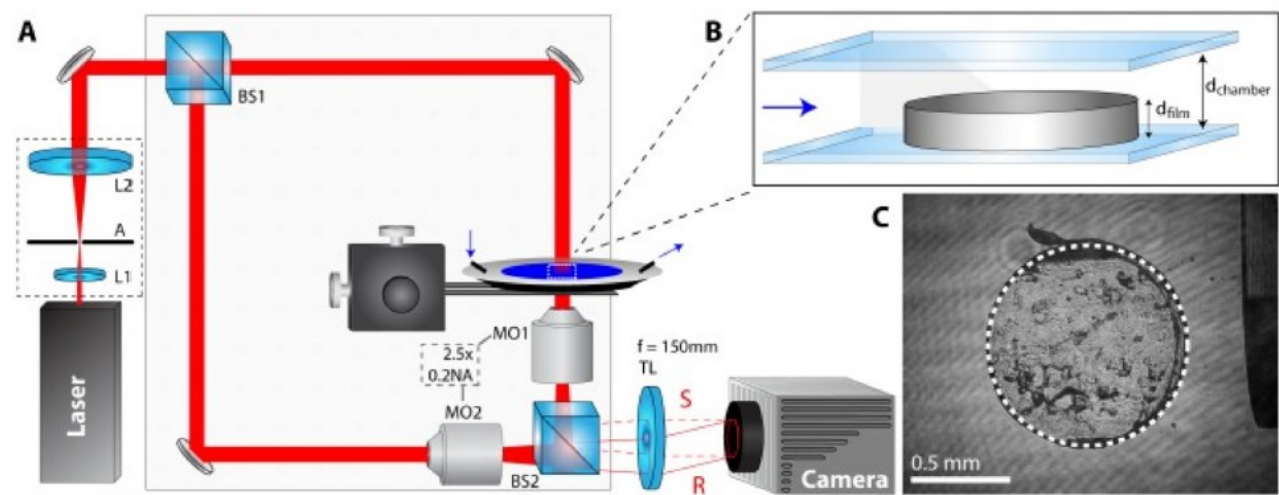 A
BS1
L2
A
L1
Laser
MO1
2.5x
0.2NA
MO2
BS2
f = 150mm
TL
S
R
Camera
B
dchamber
dfilm
C
0.5 mm